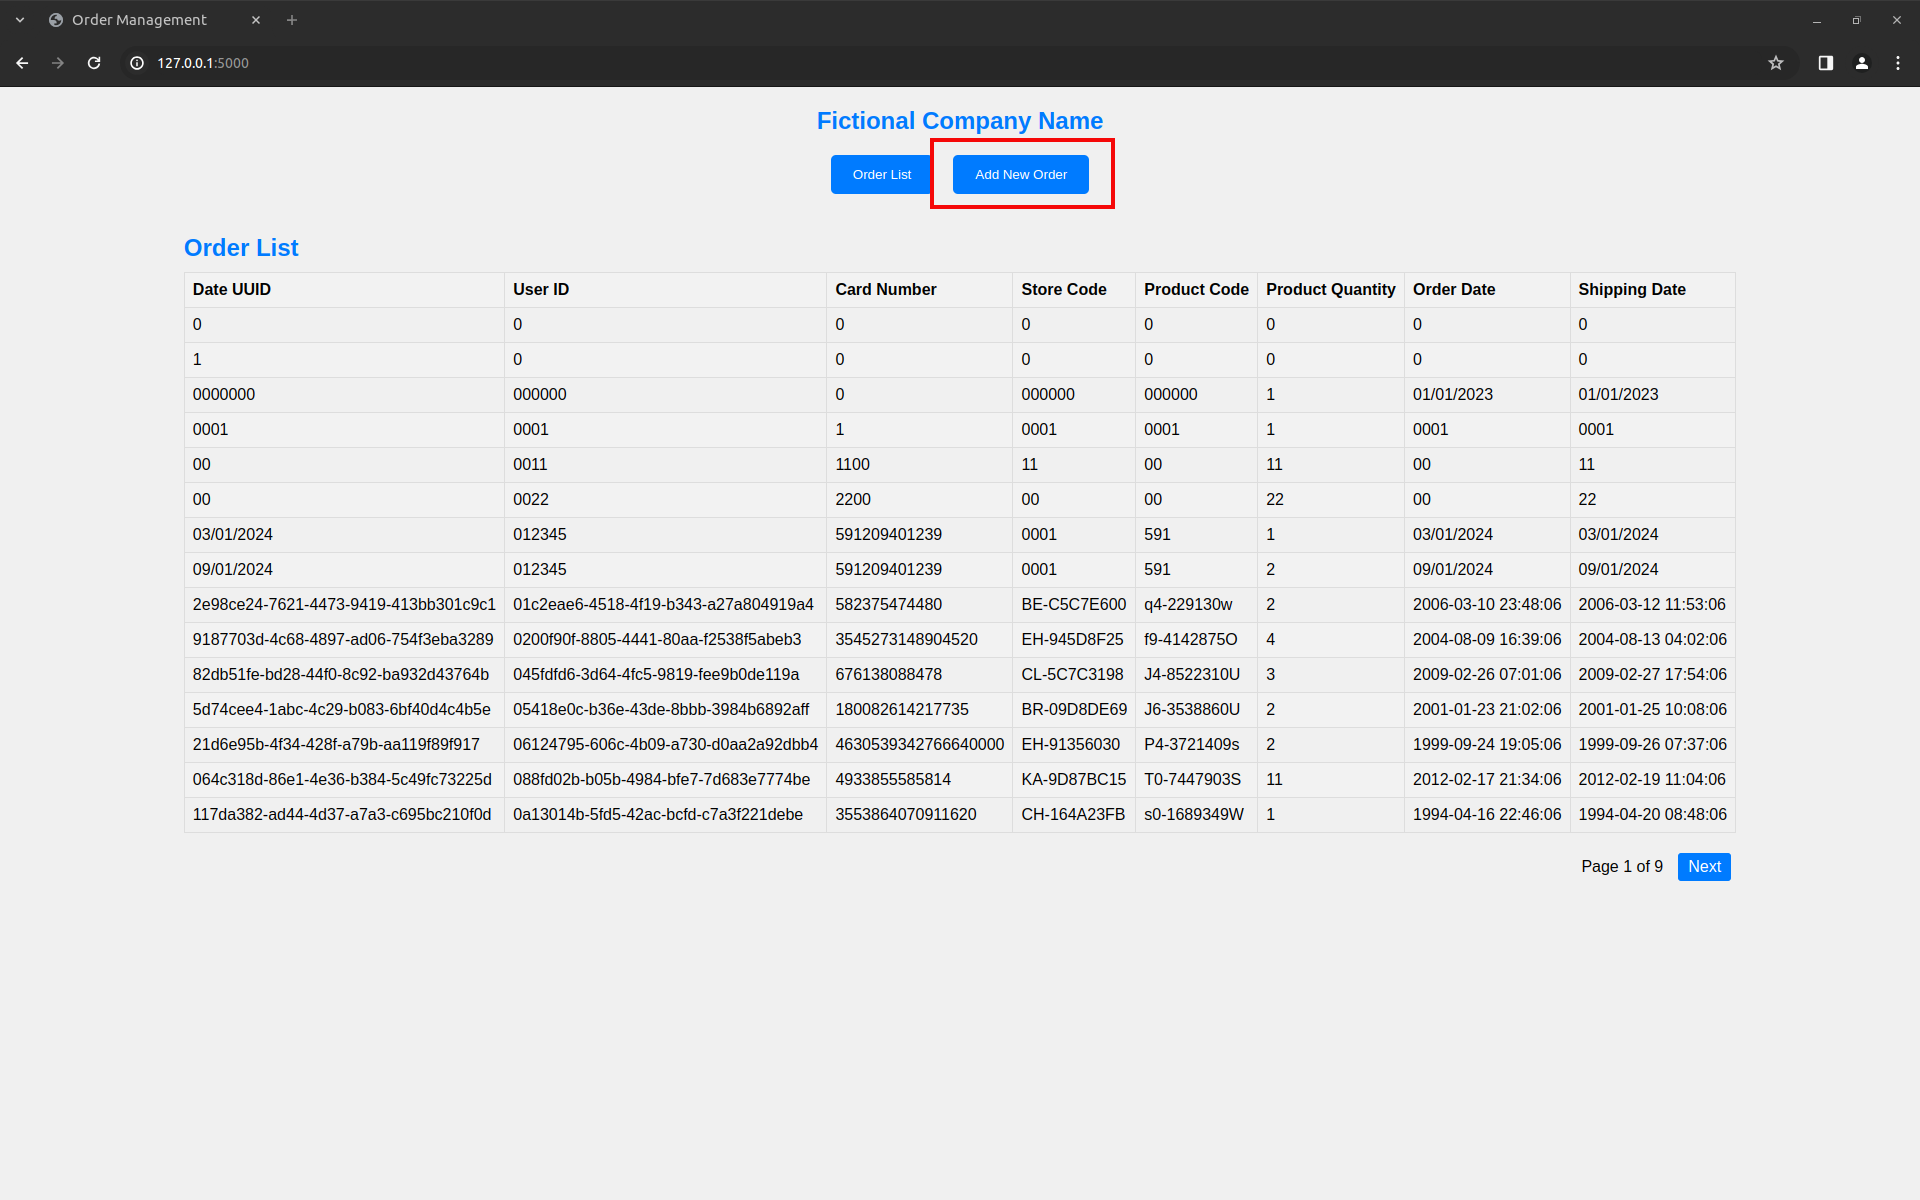 Order Management
127.0.0.1:5000
Fictional Company Name
Order List Add New Order
Order List
Date UUID User ID Card Number Store Code Product Code Product Quantity Order Date Shipping Date
0 0 0 0 0 0 0 0
1 0 0 0 0 0 0 0
0000000 000000 0 000000 000000 1 01/01/2023 01/01/2023
0001 0001 1 0001 0001 1 0001 0001
00 0011 1100 11 00 11 00 11
00 0022 2200 00 00 22 00 22
03/01/2024 012345 591209401239 0001 591 1 03/01/2024 03/01/2024
09/01/2024 012345 591209401239 0001 591 2 09/01/2024 09/01/2024
2e98ce24-7621-4473-9419-413bb301c9c1 01c2eae6-4518-4f19-b343-a27a804919a4 582375474480 BE-C5C7E600 q4-229130w 2 2006-03-10 23:48:06 2006-03-12 11:53:06
9187703d-4c68-4897-ad06-754f3eba3289 0200f90f-8805-4441-80aa-f2538f5abeb3 3545273148904520 EH-945D8F25 f9-4142875O 4 2004-08-09 16:39:06 2004-08-13 04:02:06
82db51fe-bd28-44f0-8c92-ba932d43764b 045fdfd6-3d64-4fc5-9819-fee9b0de119a 676138088478 CL-5C7C3198 J4-8522310U 3 2009-02-26 07:01:06 2009-02-27 17:54:06
5d74cee4-1abc-4c29-b083-6bf40d4c4b5e 05418e0c-b36e-43de-8bbb-3984b6892aff 180082614217735 BR-09D8DE69 J6-3538860U 2 2001-01-23 21:02:06 2001-01-25 10:08:06
21d6e95b-4f34-428f-a79b-aa119f89f917 06124795-606c-4b09-a730-d0aa2a92dbb4 4630539342766640000 EH-91356030 P4-3721409s 2 1999-09-24 19:05:06 1999-09-26 07:37:06
064c318d-86e1-4e36-b384-5c49fc73225d 088fd02b-b05b-4984-bfe7-7d683e7774be 4933855585814 KA-9D87BC15 T0-7447903S 11 2012-02-17 21:34:06 2012-02-19 11:04:06
117da382-ad44-4d37-a7a3-c695bc210f0d 0a13014b-5fd5-42ac-bcfd-c7a3f221debe 3553864070911620 CH-164A23FB s0-1689349W 1 1994-04-16 22:46:06 1994-04-20 08:48:06
Page 1 of 9 Next